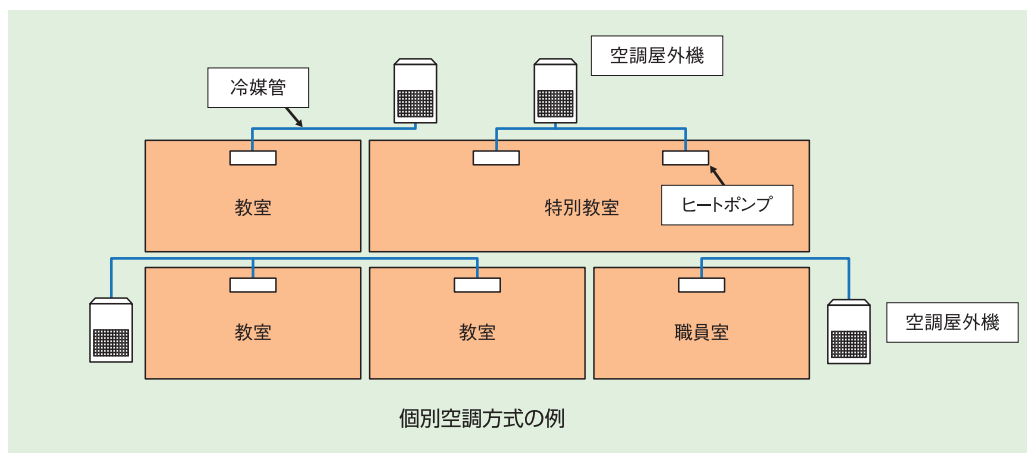 空調屋外機
冷媒管
教室
特別教室
ヒートポンプ
教室
教室
職員室
空調屋外機
個別空調方式の例